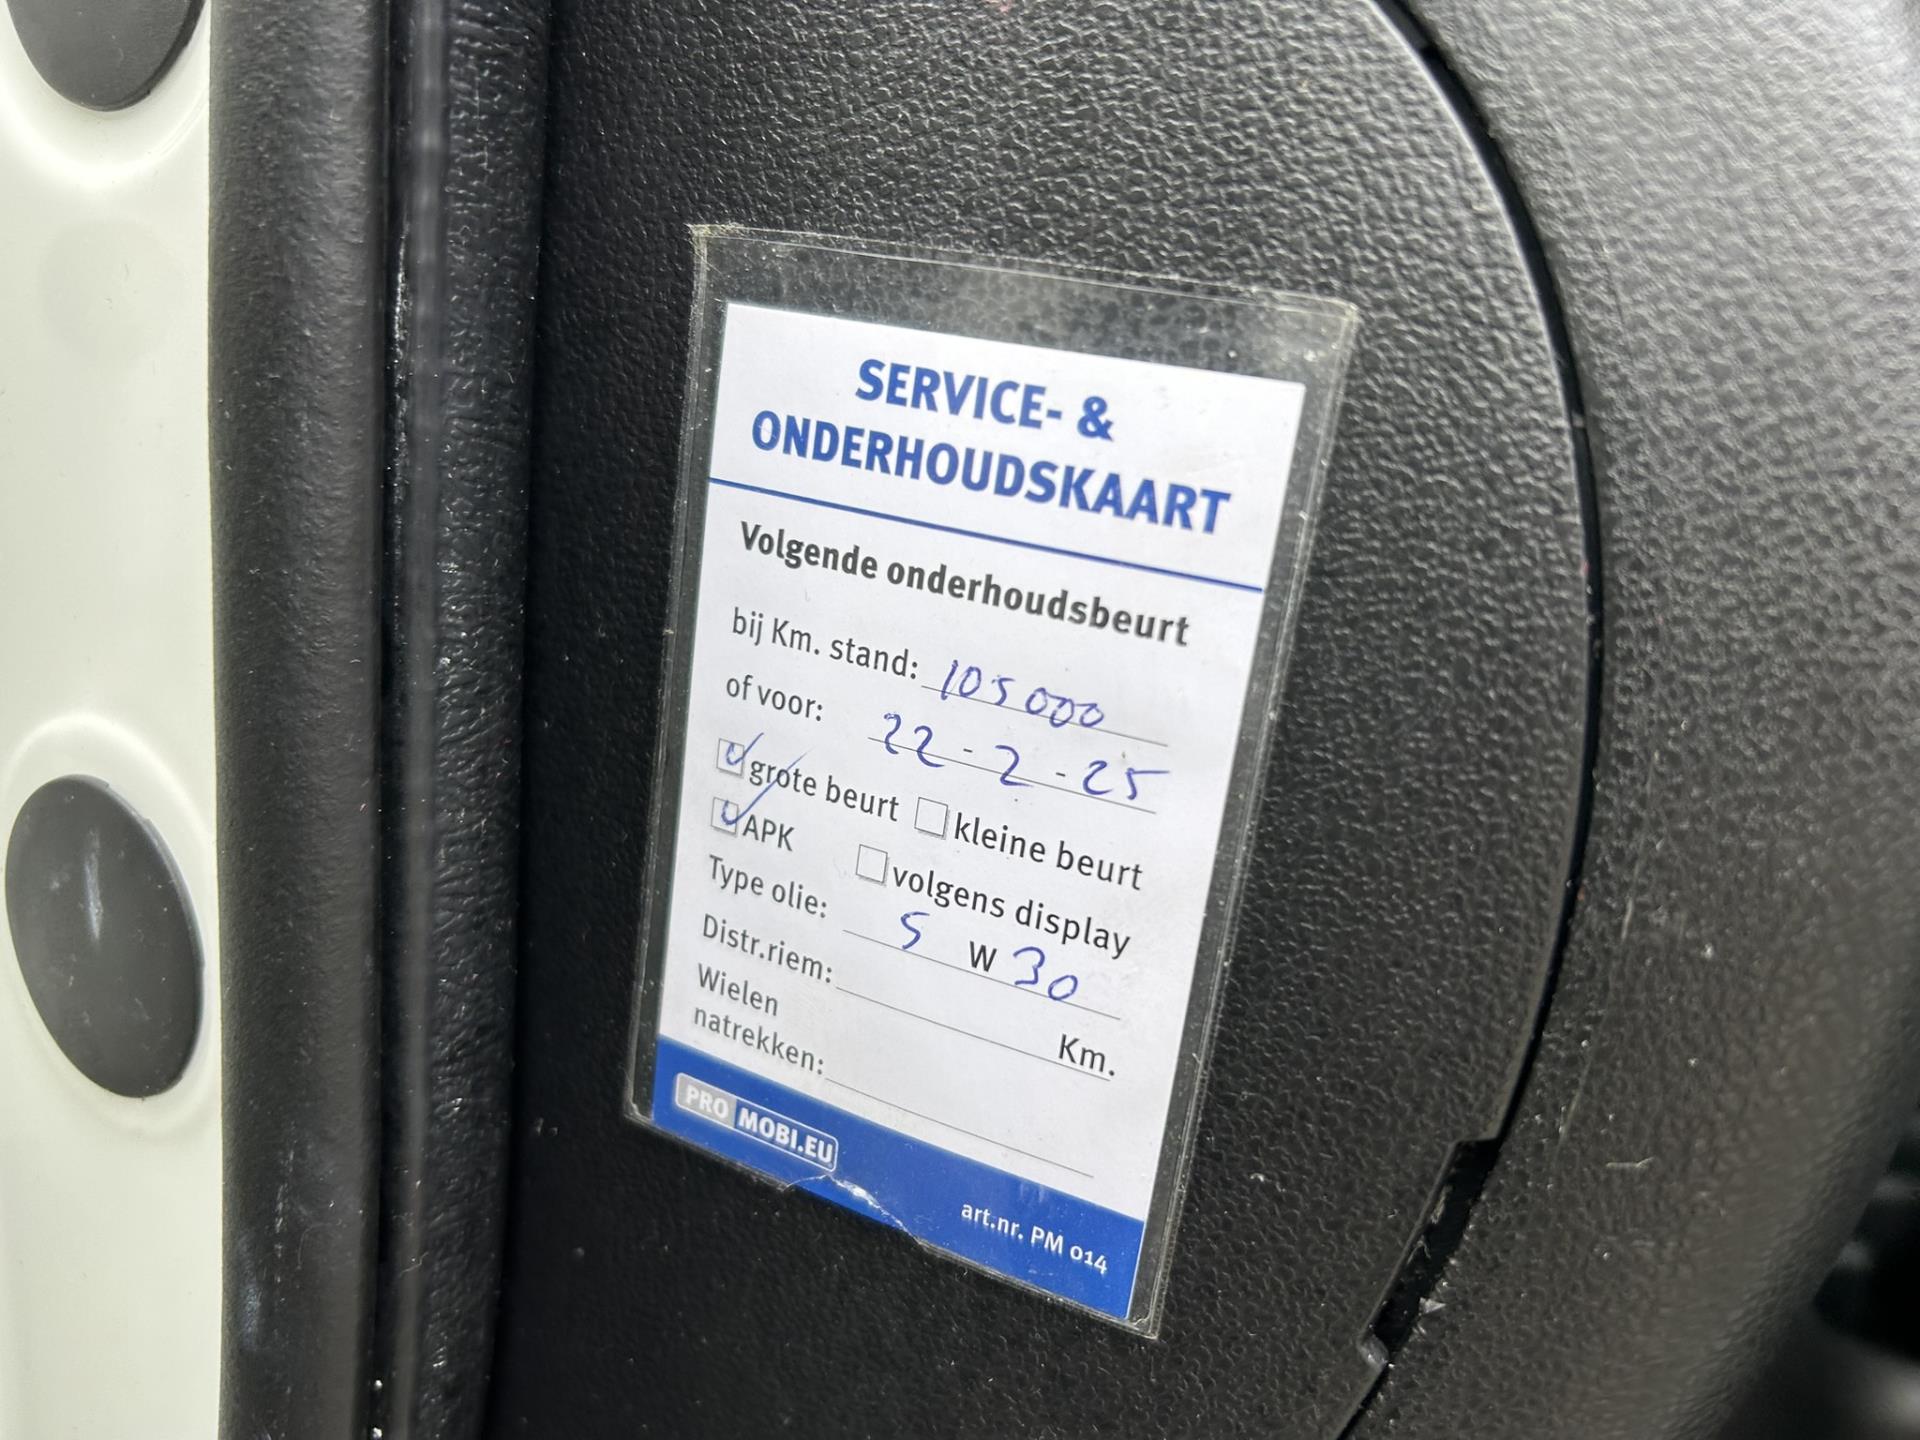 SERVICE- &
ONDERHOUDSKAART
Volgende onderhoudsbeurt
bij Km. stand: 105000
of voor: 22-2-25
grote beurt kleine beurt
APK volgens display
Type olie: 5 W 30
Distr.riem: Km.
Wielen
natrekken:
PRO MOBI.EU
art.nr. PM 014